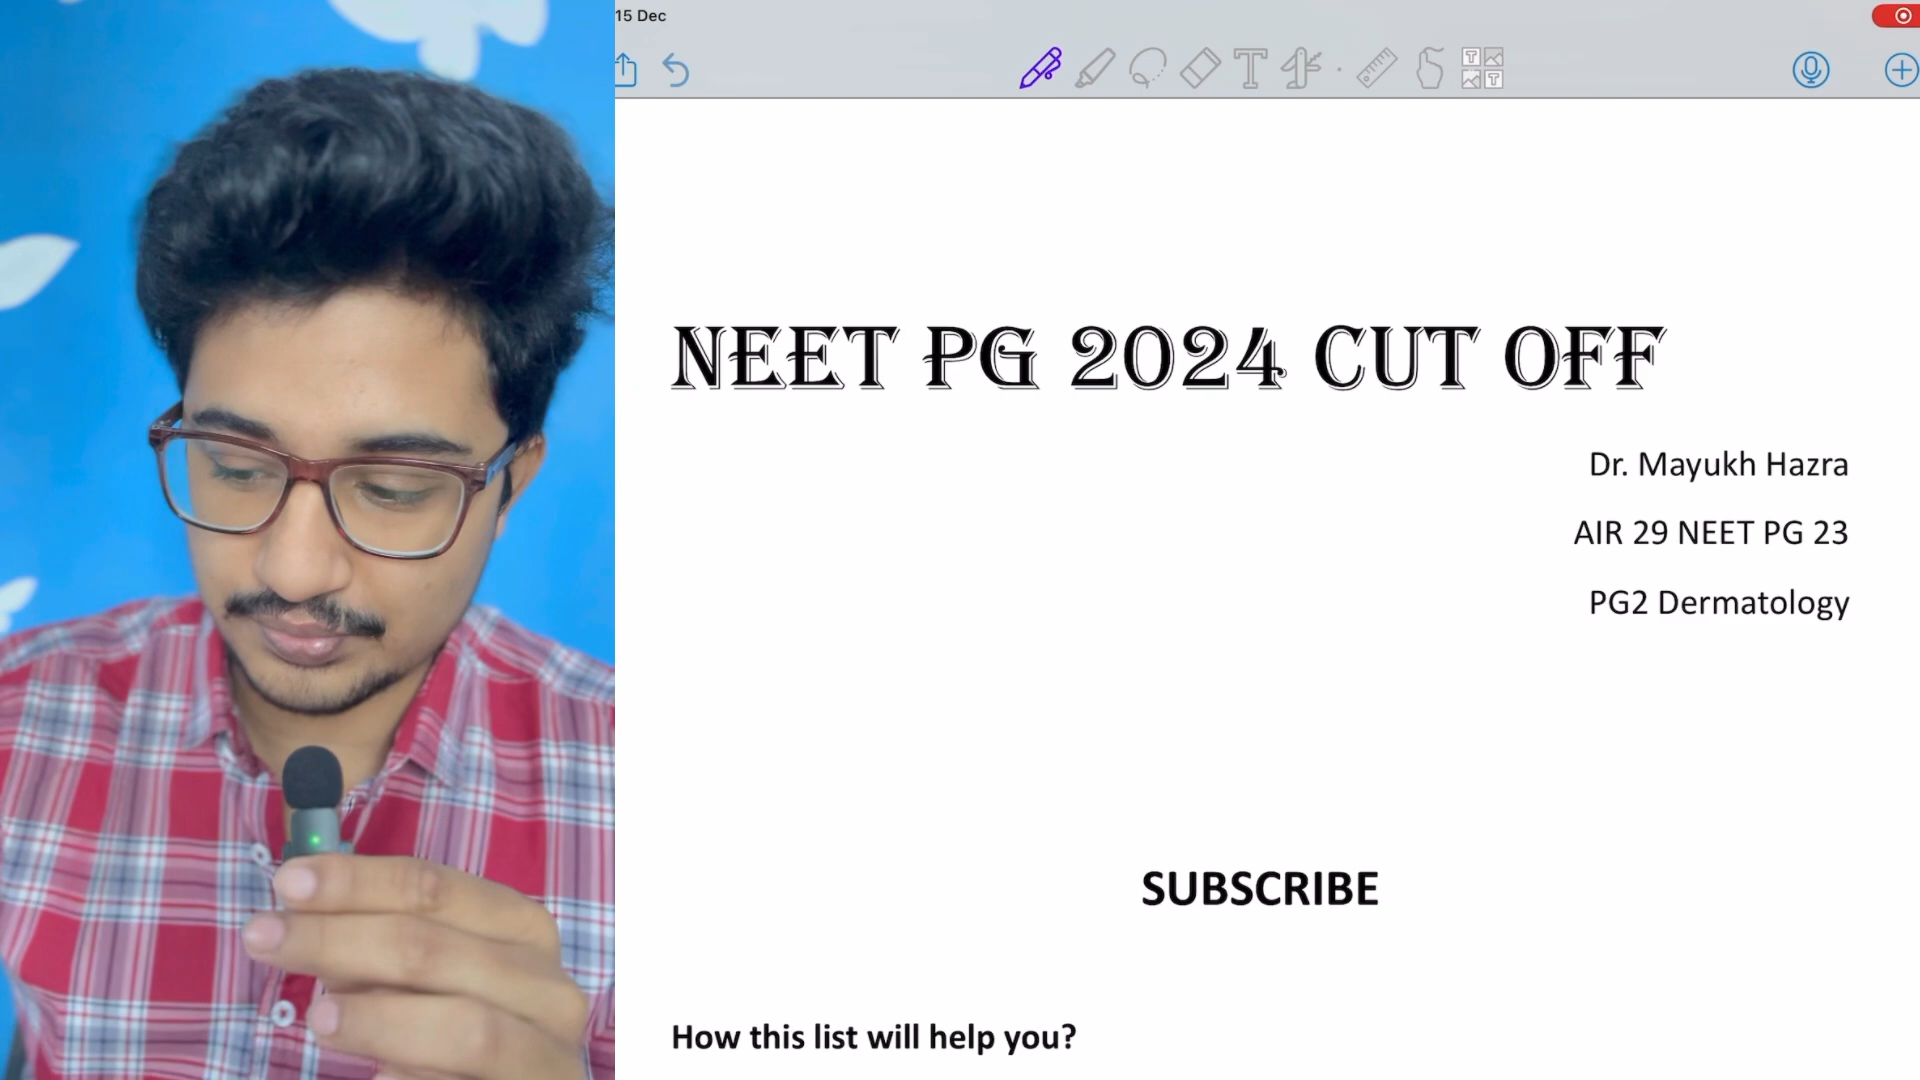 15 Dec
NEET PG 2024 CUT OFF
Dr. Mayukh Hazra
AIR 29 NEET PG 23
PG2 Dermatology
SUBSCRIBE
How this list will help you?